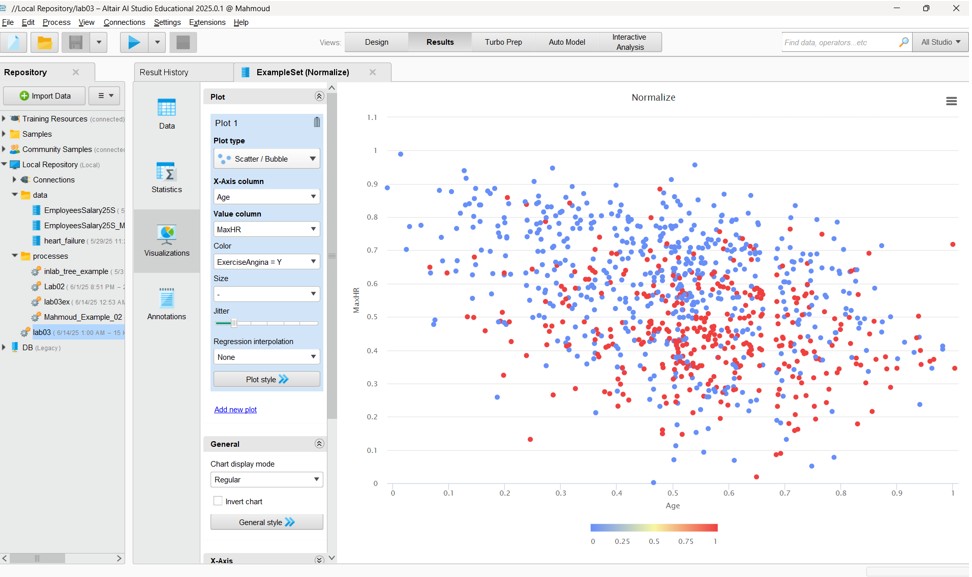 //Local Repository/lab03 – Altair AI Studio Educational 2025.0.1 @ Mahmoud
File Edit Process View Connections Settings Extensions Help
Views: Design Results Turbo Prep Auto Model Interactive Analysis
Find data, operators...etc All Studio
Repository
Import Data
Training Resources (connected)
Samples
Community Samples (connecte
Local Repository (Local)
Connections
data
EmployeesSalary25S
EmployeesSalary25S_M
heart_failure ( 5/29/25 11:
processes
inlab_tree_example ( 5/3
Lab02 ( 6/1/25 8:51 PM –
lab03ex ( 6/14/25 12:53 AM
Mahmoud_Example_02
lab03 ( 6/14/25 1:00 AM – 15
DB (Legacy)
Result History
ExampleSet (Normalize)
Data
Statistics
Visualizations
Annotations
Plot
Plot 1
Plot type
Scatter / Bubble
X-Axis column
Age
Value column
MaxHR
Color
ExerciseAngina = Y
Size
-
Jitter
Regression interpolation
None
Plot style
Add new plot
General
Chart display mode
Regular
Invert chart
General style
X-Axis
Normalize
1.1
1
0.9
0.8
0.7
0.6
0.5
0.4
0.3
0.2
0.1
0
MaxHR
0 0.1 0.2 0.3 0.4 0.5 0.6 0.7 0.8 0.9 1
Age
0 0.25 0.5 0.75 1